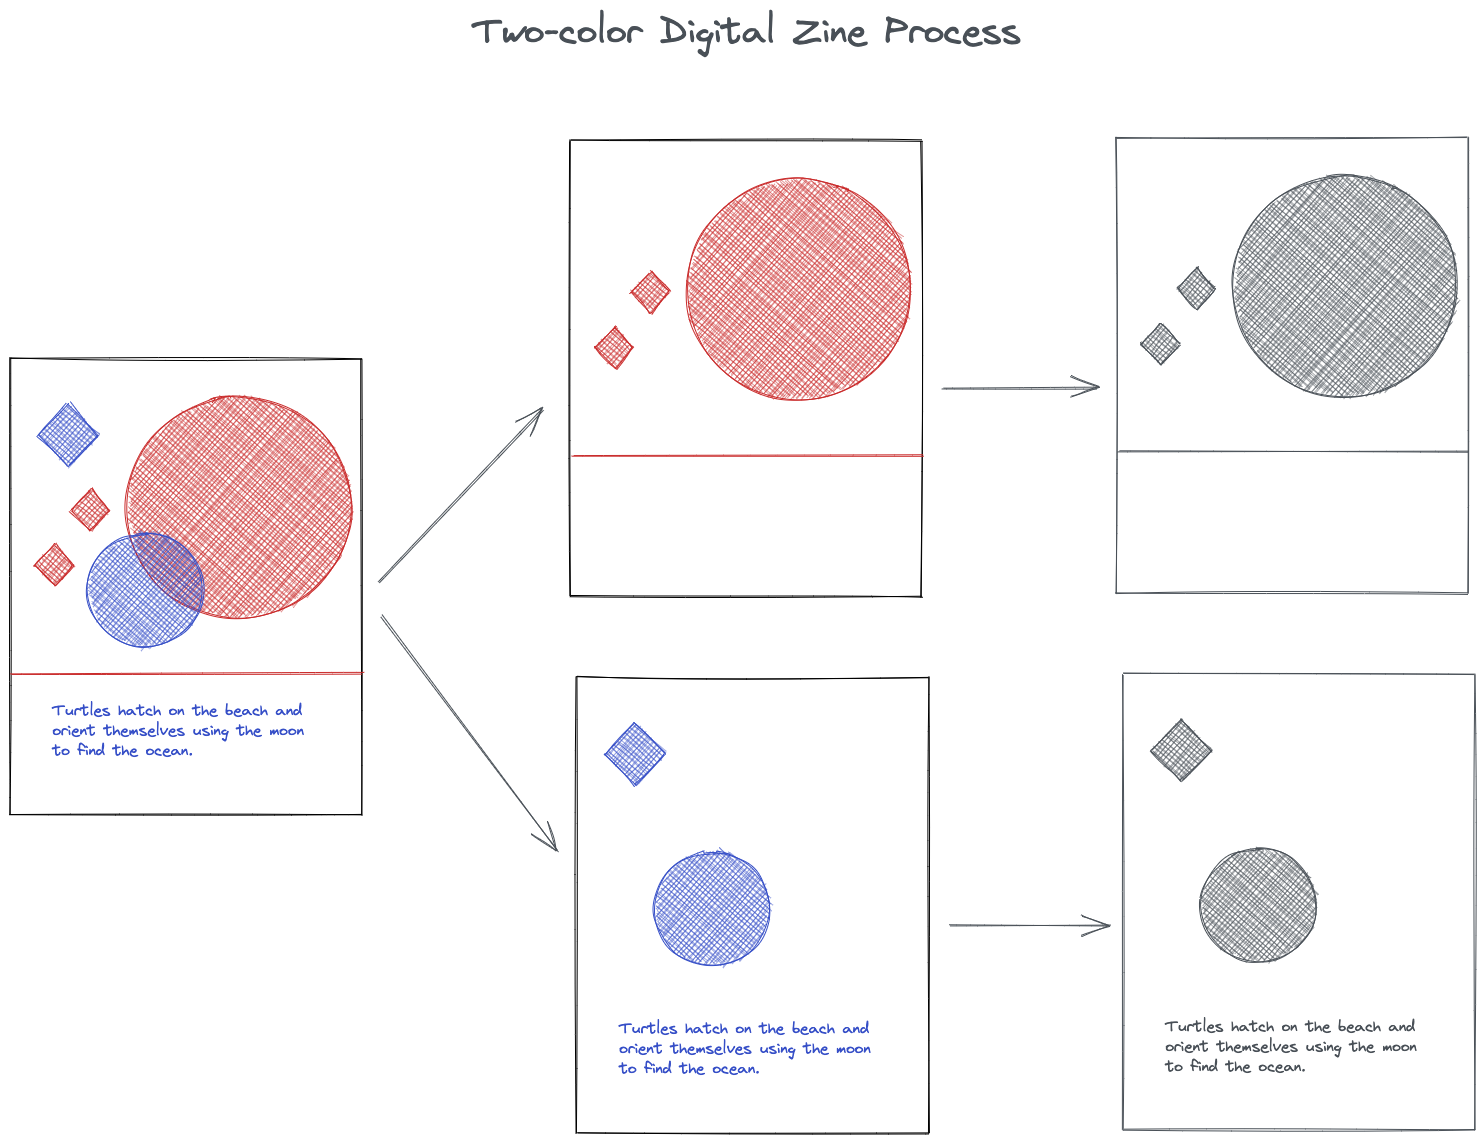 Two-color Digital Zine Process
Turtles hatch on the beach and
orient themselves using the moon
to find the ocean.
Turtles hatch on the beach and
orient themselves using the moon
to find the ocean.
Turtles hatch on the beach and
orient themselves using the moon
to find the ocean.